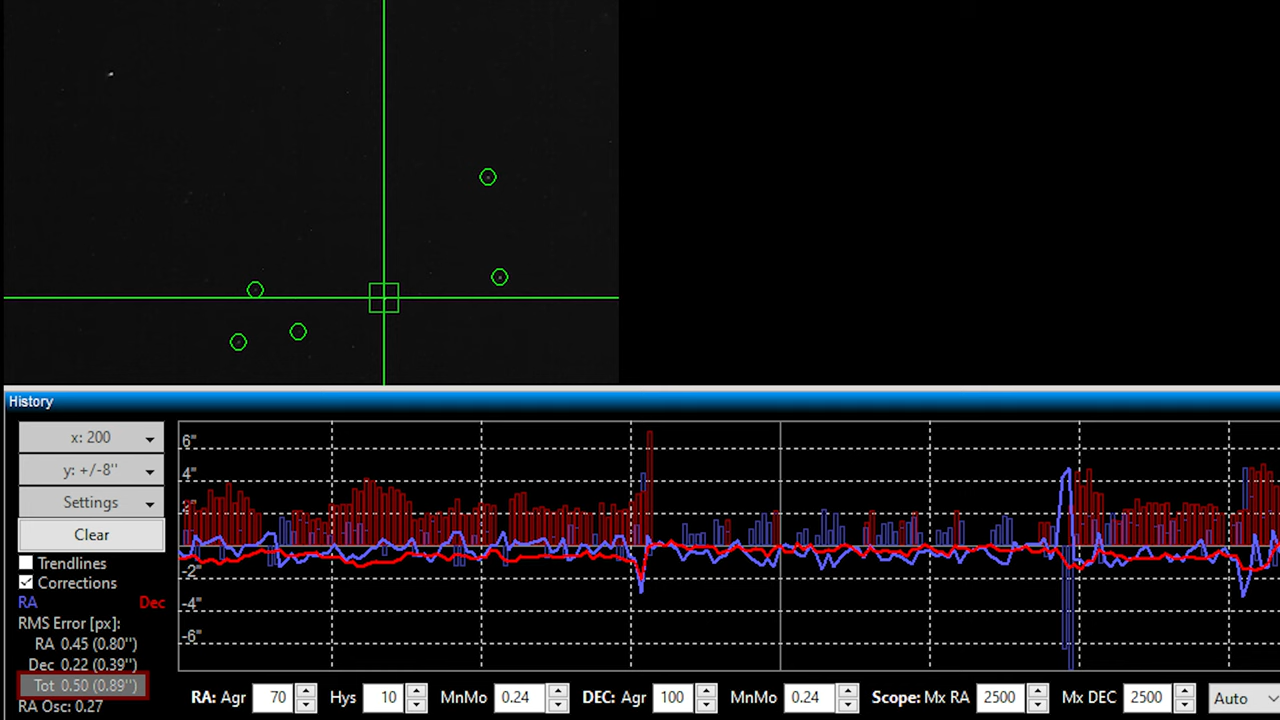 History
x: 200
y: +/-8''
Settings
Clear
Trendlines
Corrections
RA Dec
RMS Error [px]:
RA 0.45 (0.80'')
Dec 0.22 (0.39'')
Tot 0.50 (0.89'')
RA Osc: 0.27
6''
4''
2''
-2''
-4''
-6''
RA: Agr 70 Hys 10 MnMo 0.24 DEC: Agr 100 MnMo 0.24 Scope: Mx RA 2500 Mx DEC 2500 Auto